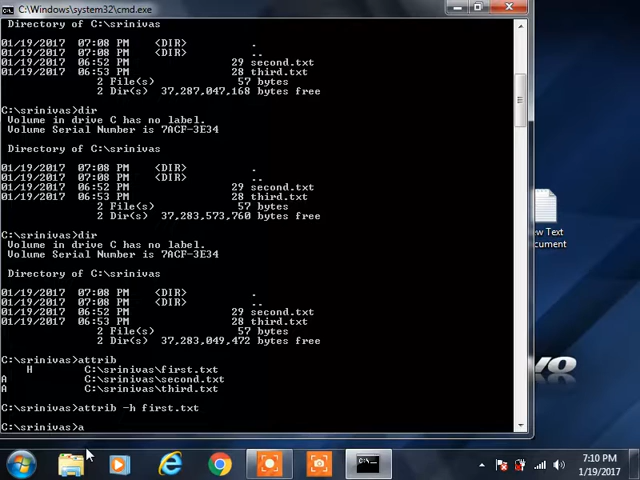 C:\Windows\system32\cmd.exe
Directory of C:\srinivas
01/19/2017 07:08 PM <DIR> .
01/19/2017 07:08 PM <DIR> ..
01/19/2017 06:52 PM 29 second.txt
01/19/2017 06:53 PM 28 third.txt
2 File(s) 57 bytes
2 Dir(s) 37,287,047,168 bytes free
C:\srinivas>dir
Volume in drive C has no label.
Volume Serial Number is 7ACF-3E34
Directory of C:\srinivas
01/19/2017 07:08 PM <DIR> .
01/19/2017 07:08 PM <DIR> ..
01/19/2017 06:52 PM 29 second.txt
01/19/2017 06:53 PM 28 third.txt
2 File(s) 57 bytes
2 Dir(s) 37,283,573,760 bytes free
C:\srinivas>dir
Volume in drive C has no label.
Volume Serial Number is 7ACF-3E34
Directory of C:\srinivas
01/19/2017 07:08 PM <DIR> .
01/19/2017 07:08 PM <DIR> ..
01/19/2017 06:52 PM 29 second.txt
01/19/2017 06:53 PM 28 third.txt
2 File(s) 57 bytes
2 Dir(s) 37,283,049,472 bytes free
C:\srinivas>attrib
H C:\srinivas\first.txt
A C:\srinivas\second.txt
A C:\srinivas\third.txt
C:\srinivas>attrib -h first.txt
C:\srinivas>a
ew Text
cument
VO
7:10 PM
1/19/2017